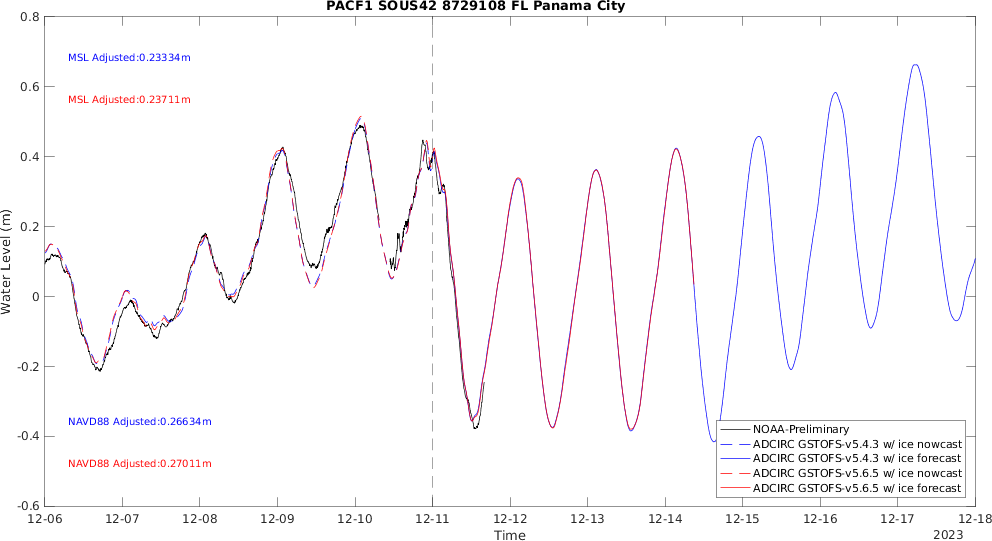 PACF1 SOUS42 8729108 FL Panama City
0.8
0.6
0.4
0.2
0
-0.2
-0.4
-0.6
Water Level (m)
MSL Adjusted:0.23334m
MSL Adjusted:0.23711m
NAVD88 Adjusted:0.26634m
NAVD88 Adjusted:0.27011m
NOAA-Preliminary
ADCIRC GSTOFS-v5.4.3 w/ ice nowcast
ADCIRC GSTOFS-v5.4.3 w/ ice forecast
ADCIRC GSTOFS-v5.6.5 w/ ice nowcast
ADCIRC GSTOFS-v5.6.5 w/ ice forecast
12-06 12-07 12-08 12-09 12-10 12-11 12-12 12-13 12-14 12-15 12-16 12-17 12-18
Time
2023